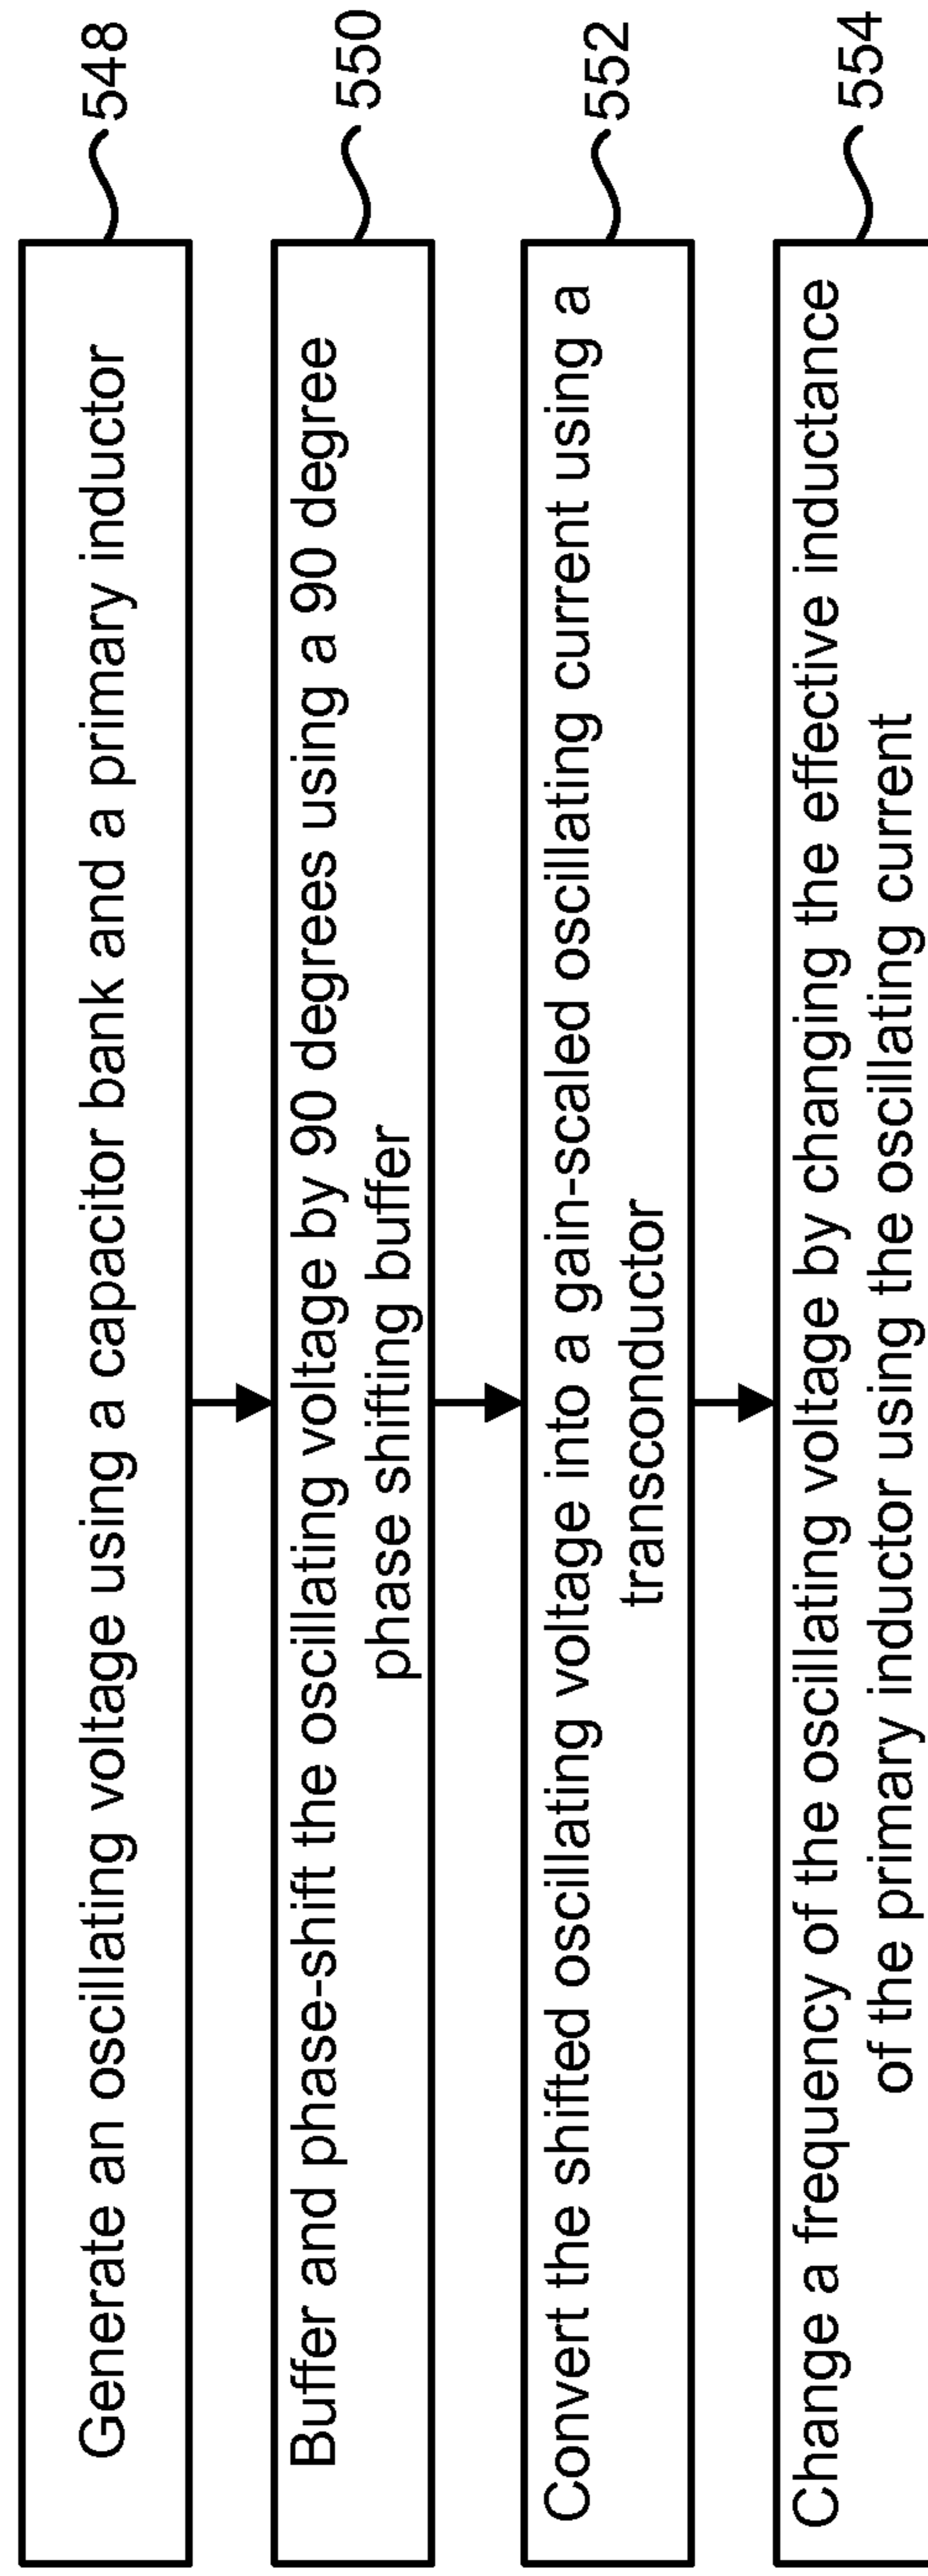 Generate an oscillating voltage using a capacitor bank and a primary inductor
548
Buffer and phase-shift the oscillating voltage by 90 degrees using a 90 degree
phase shifting buffer
550
Convert the shifted oscillating voltage into a gain-scaled oscillating current using a
transconductor
552
Change a frequency of the oscillating voltage by changing the effective inductance
of the primary inductor using the oscillating current
554